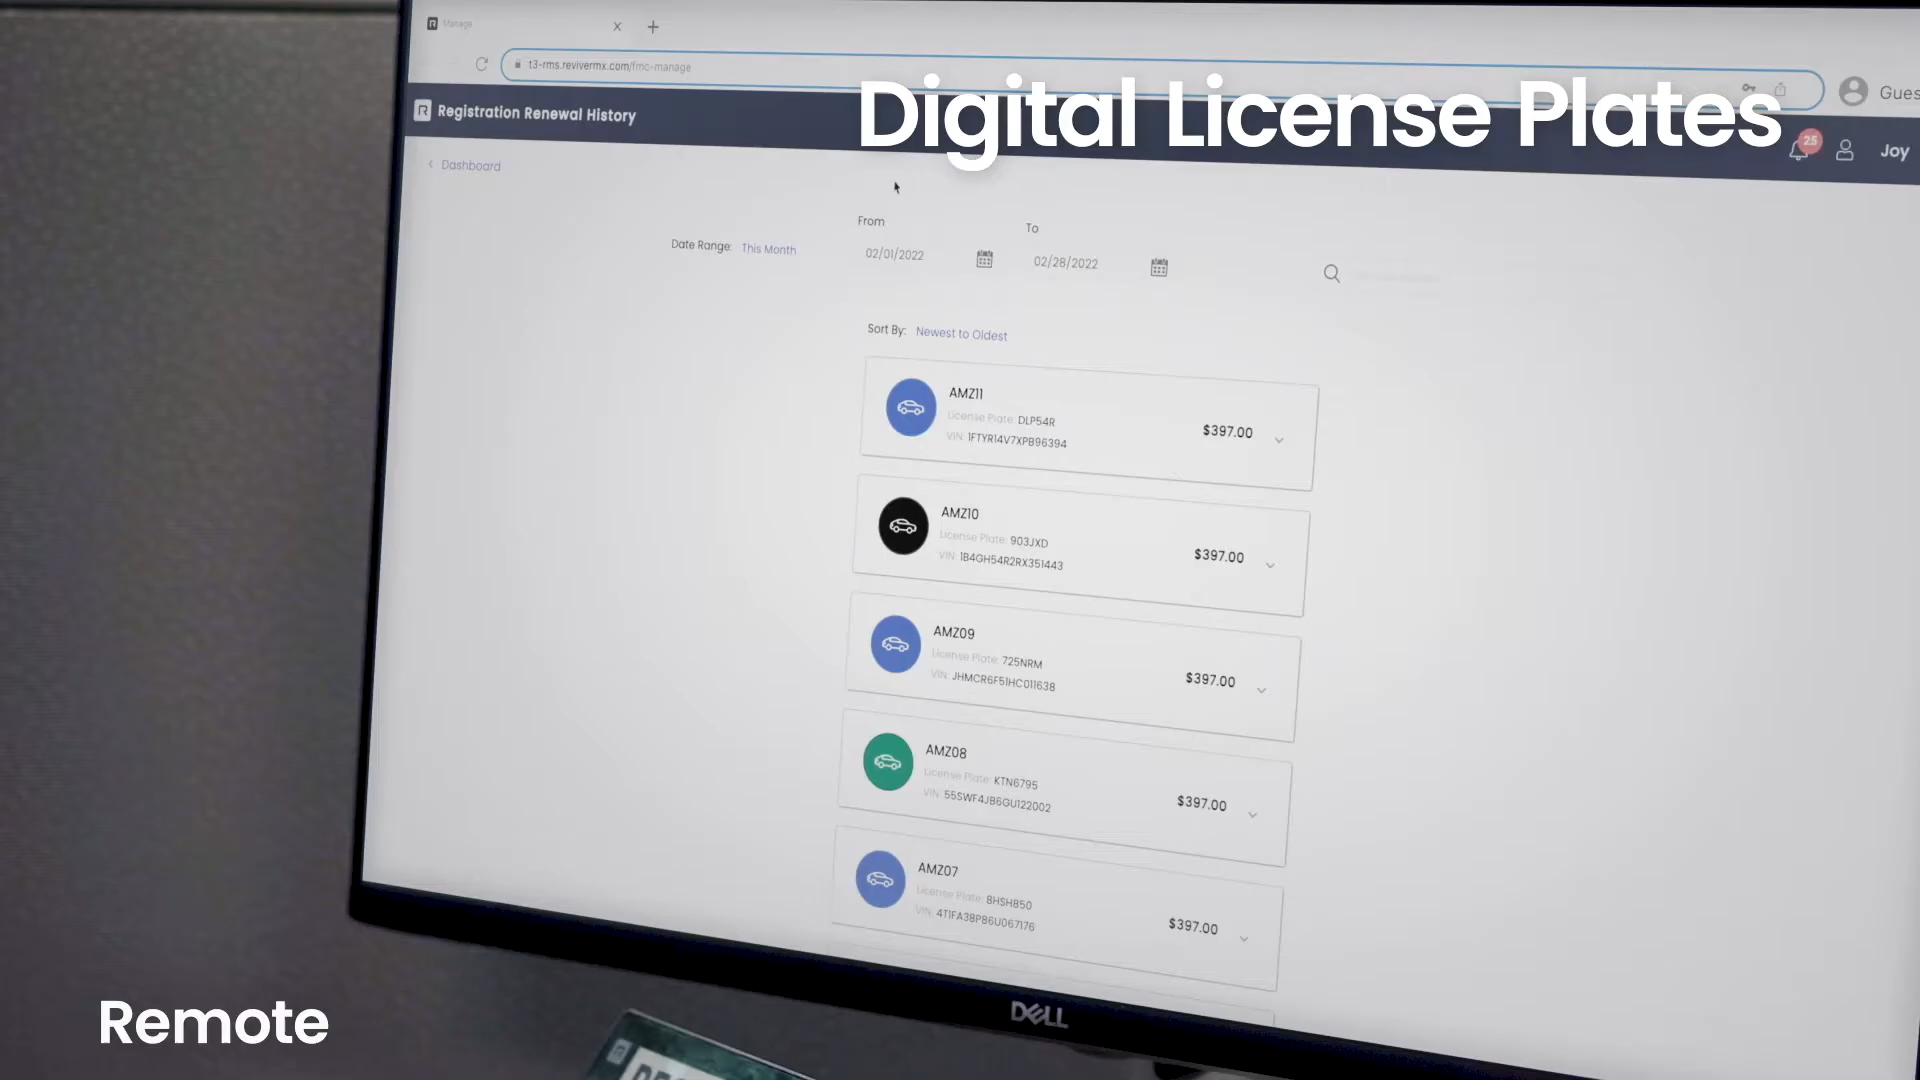 Manage
t3-rms.revivermx.com/fmc-manage
Digital License Plates
Registration Renewal History
25
Joy
Dashboard
From
To
Date Range: This Month
02/01/2022
02/28/2022
Sort By: Newest to Oldest
AMZ11
License Plate: DLP54R
VIN: 1FTYR14V7XPB96394
$397.00
AMZ10
License Plate: 903JXD
VIN: 1B4GH54R2RX351443
$397.00
AMZ09
License Plate: 725NRM
VIN: JHMCR6F51HC011638
$397.00
AMZ08
License Plate: KTN6795
VIN: 55SWF4JB6GU122002
$397.00
AMZ07
License Plate: 8HSH850
VIN: 4T1FA38P86U067176
$397.00
DELL
Remote